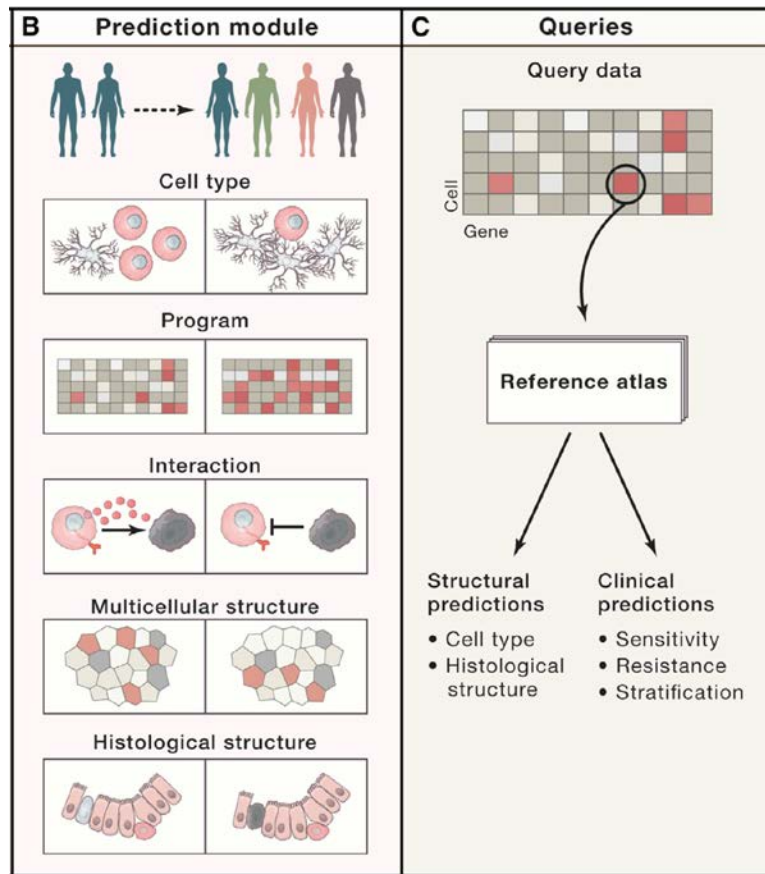 B Prediction module
Cell type
Program
Interaction
Multicellular structure
Histological structure
C Queries
Query data
Cell
Gene
Reference atlas
Structural
predictions
• Cell type
• Histological
structure
Clinical
predictions
• Sensitivity
• Resistance
• Stratification